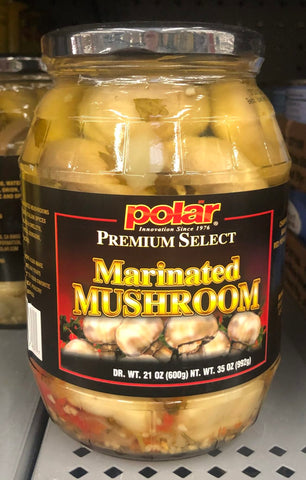 polar®
Innovation Since 1976
PREMIUM SELECT
Marinated
MUSHROOM
DR. WT. 21 OZ (600g) NT. WT. 35 OZ (992g)